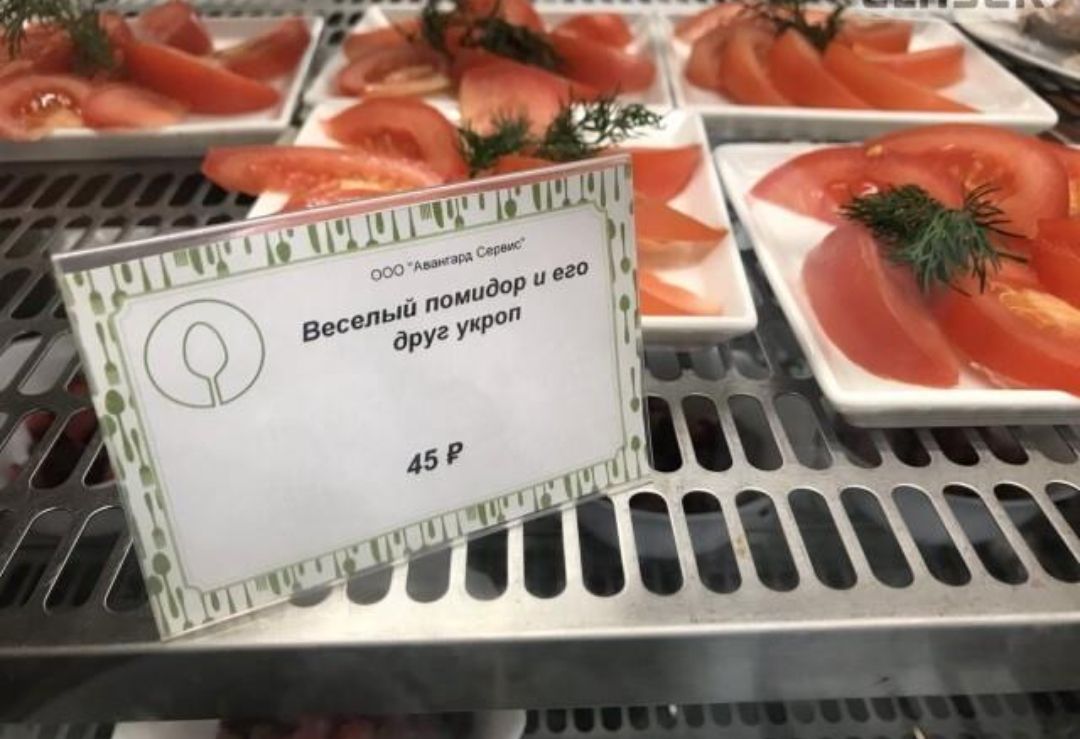 ООО "Авангард Сервис"
Веселый помидор и его
друг укроп
45 ₽